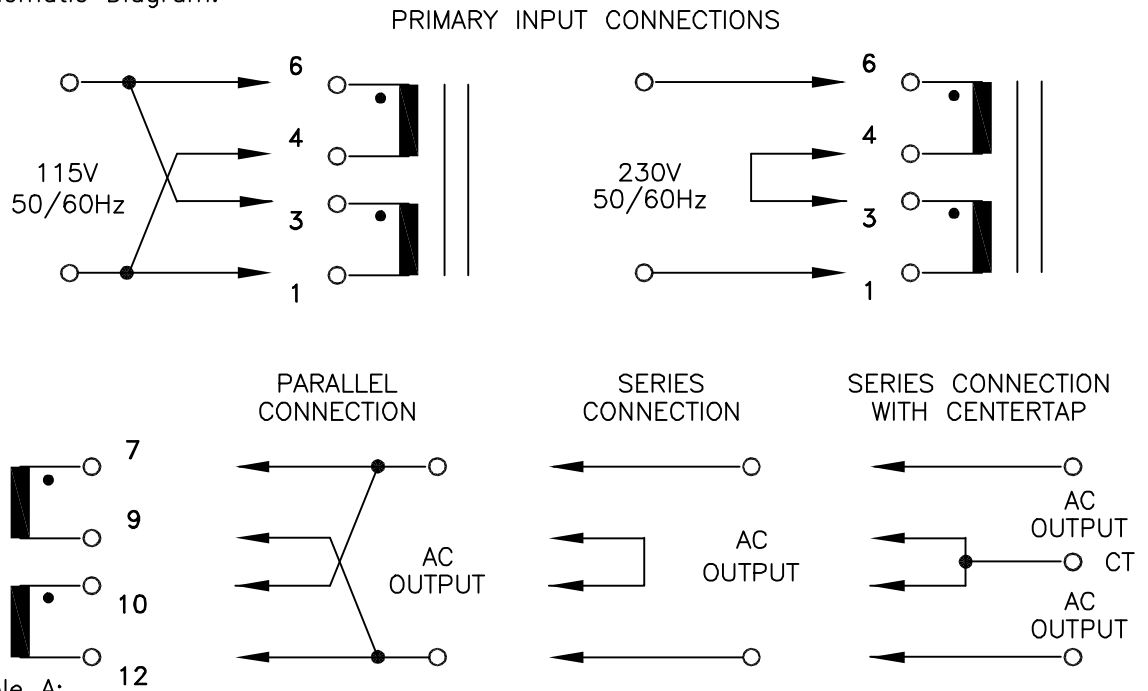 Diagram:
PRIMARY INPUT CONNECTIONS
6
4
115V
50/60Hz
3
1
6
4
230V
50/60Hz
3
1
PARALLEL
CONNECTION
SERIES
CONNECTION
SERIES CONNECTION
WITH CENTERTAP
7
9
10
12
AC
OUTPUT
AC
OUTPUT
AC
OUTPUT
CT
AC
OUTPUT
A: